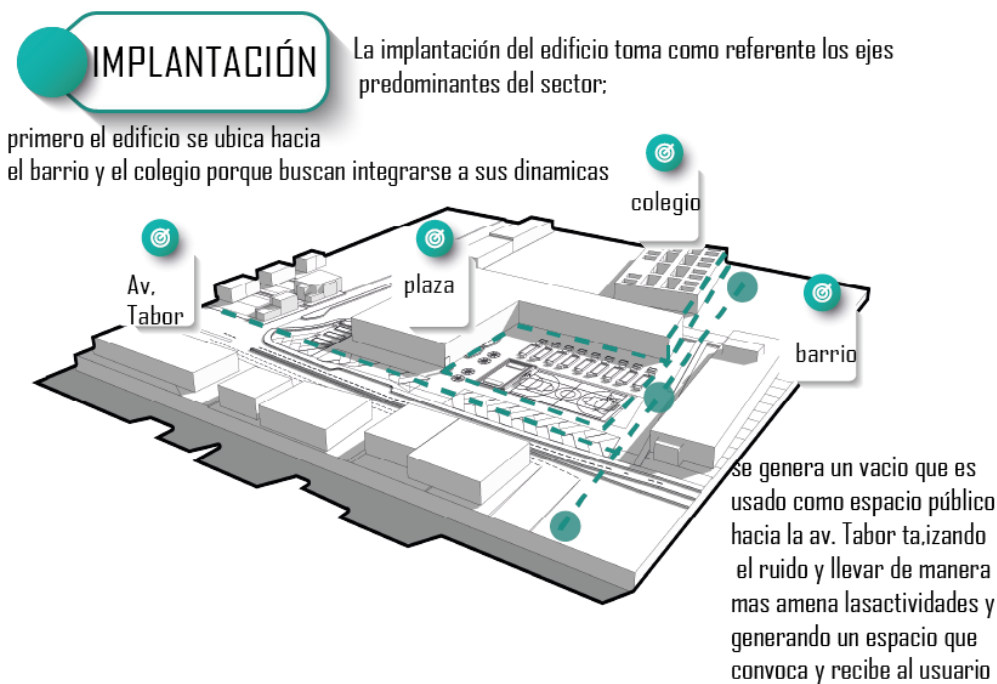 IMPLANTACIÓN
La implantación del edificio toma como referente los ejes
predominantes del sector;
primero el edificio se ubica hacia
el barrio y el colegio porque buscan integrarse a sus dinamicas
colegio
Av,
Tabor
plaza
barrio
se genera un vacio que es
usado como espacio público
hacia la av. Tabor ta,izando
el ruido y llevar de manera
mas amena lasactividades y
generando un espacio que
convoca y recibe al usuario